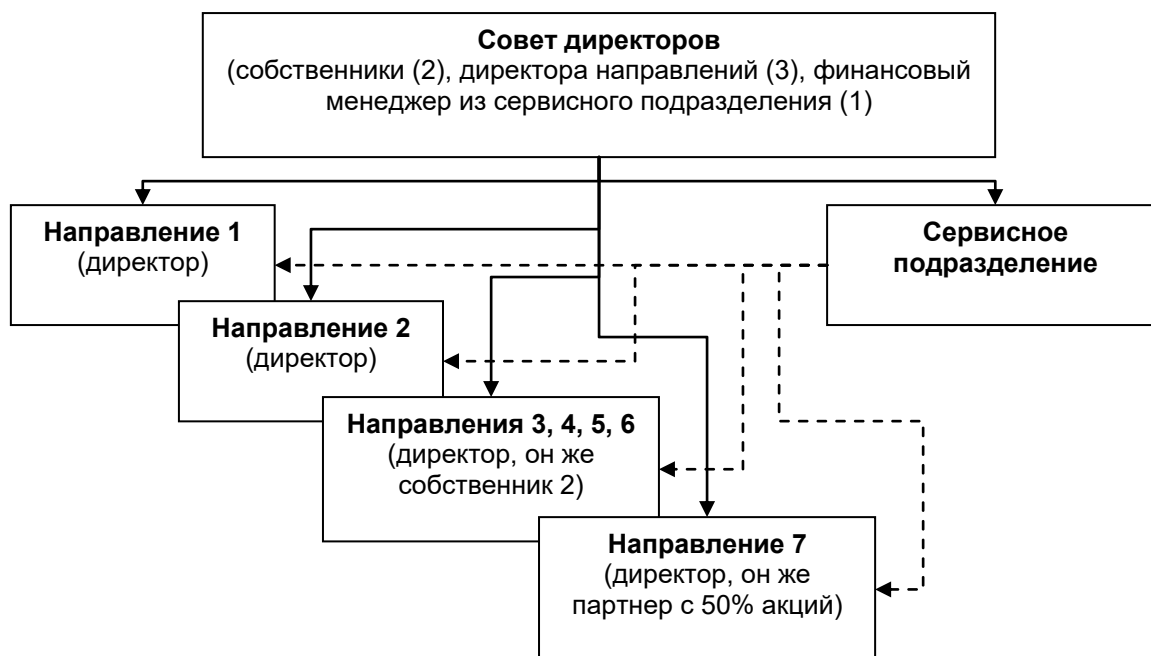 Совет директоров
(собственники (2), директора направлений (3), финансовый
менеджер из сервисного подразделения (1)
Направление 1
(директор)
Сервисное
подразделение
Направление 2
(директор)
Направления 3, 4, 5, 6
(директор, он же
собственник 2)
Направление 7
(директор, он же
партнер с 50% акций)